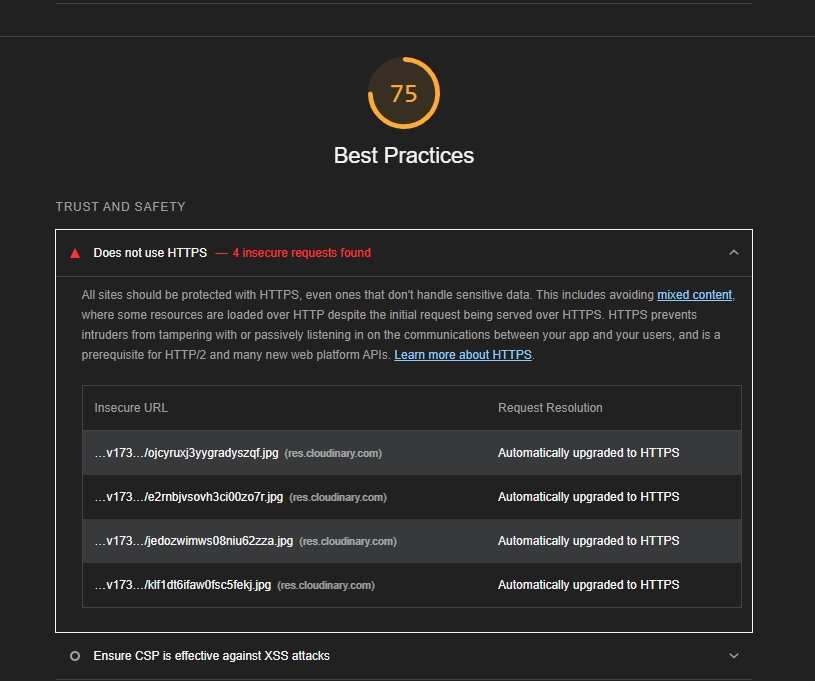 75
Best Practices
TRUST AND SAFETY
Does not use HTTPS — 4 insecure requests found
All sites should be protected with HTTPS, even ones that don't handle sensitive data. This includes avoiding mixed content,
where some resources are loaded over HTTP despite the initial request being served over HTTPS. HTTPS prevents
intruders from tampering with or passively listening in on the communications between your app and your users, and is a
prerequisite for HTTP/2 and many new web platform APIs. Learn more about HTTPS.
Insecure URL Request Resolution
…v173…/ojcyruxj3yygradyszqf.jpg (res.cloudinary.com) Automatically upgraded to HTTPS
…v173…/e2rnbjvsovh3ci00zo7r.jpg (res.cloudinary.com) Automatically upgraded to HTTPS
…v173…/jedozwimws08niu62zza.jpg (res.cloudinary.com) Automatically upgraded to HTTPS
…v173…/klf1dt6ifaw0fsc5fekj.jpg (res.cloudinary.com) Automatically upgraded to HTTPS
Ensure CSP is effective against XSS attacks